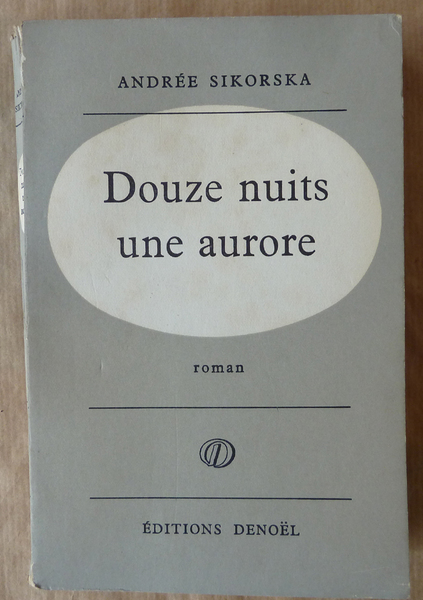 ANDRÉE SIKORSKA
Douze nuits
une aurore
roman
ÉDITIONS DENOËL